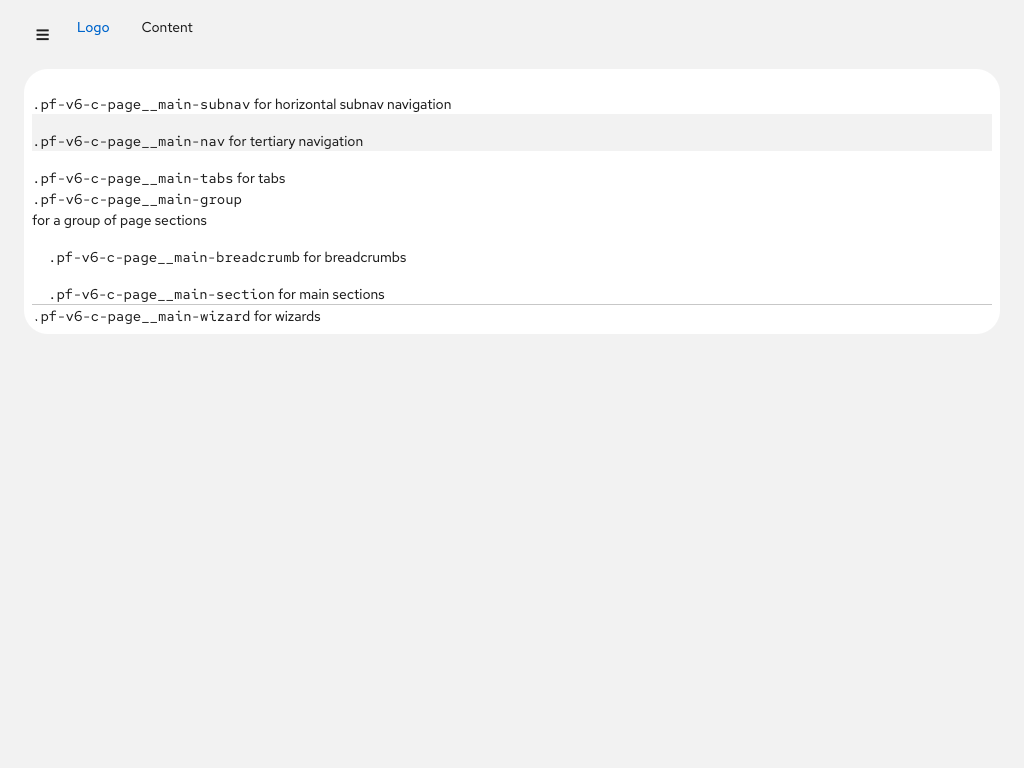 Logo Content
.pf-v6-c-page__main-subnav for horizontal subnav navigation
.pf-v6-c-page__main-nav for tertiary navigation
.pf-v6-c-page__main-tabs for tabs
.pf-v6-c-page__main-group
for a group of page sections
.pf-v6-c-page__main-breadcrumb for breadcrumbs
.pf-v6-c-page__main-section for main sections
.pf-v6-c-page__main-wizard for wizards